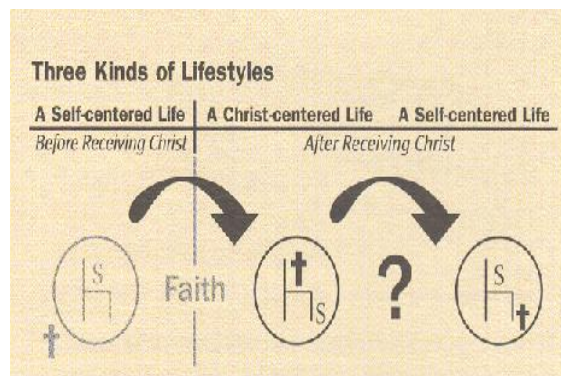 Three Kinds of Lifestyles
A Self-centered Life A Christ-centered Life A Self-centered Life
Before Receiving Christ After Receiving Christ
S Faith S ? S